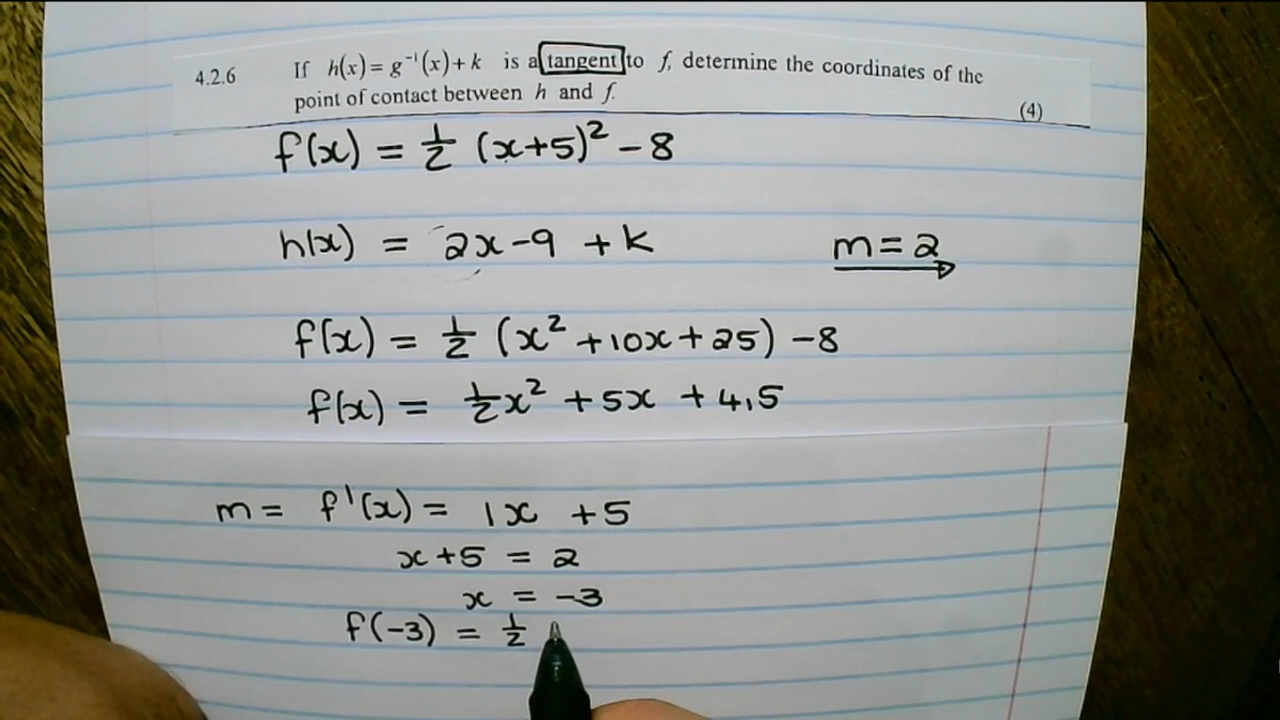 4.2.6 If h(x) = g⁻¹(x) + k is a tangent to f, determine the coordinates of the
point of contact between h and f.
(4)
f(x) = 1/2 (x+5)² - 8
h(x) = 2x - 9 + k m = 2
f(x) = 1/2 (x² + 10x + 25) - 8
f(x) = 1/2x² + 5x + 4,5
m = f'(x) = 1x + 5
x + 5 = 2
x = -3
f(-3) = 1/2